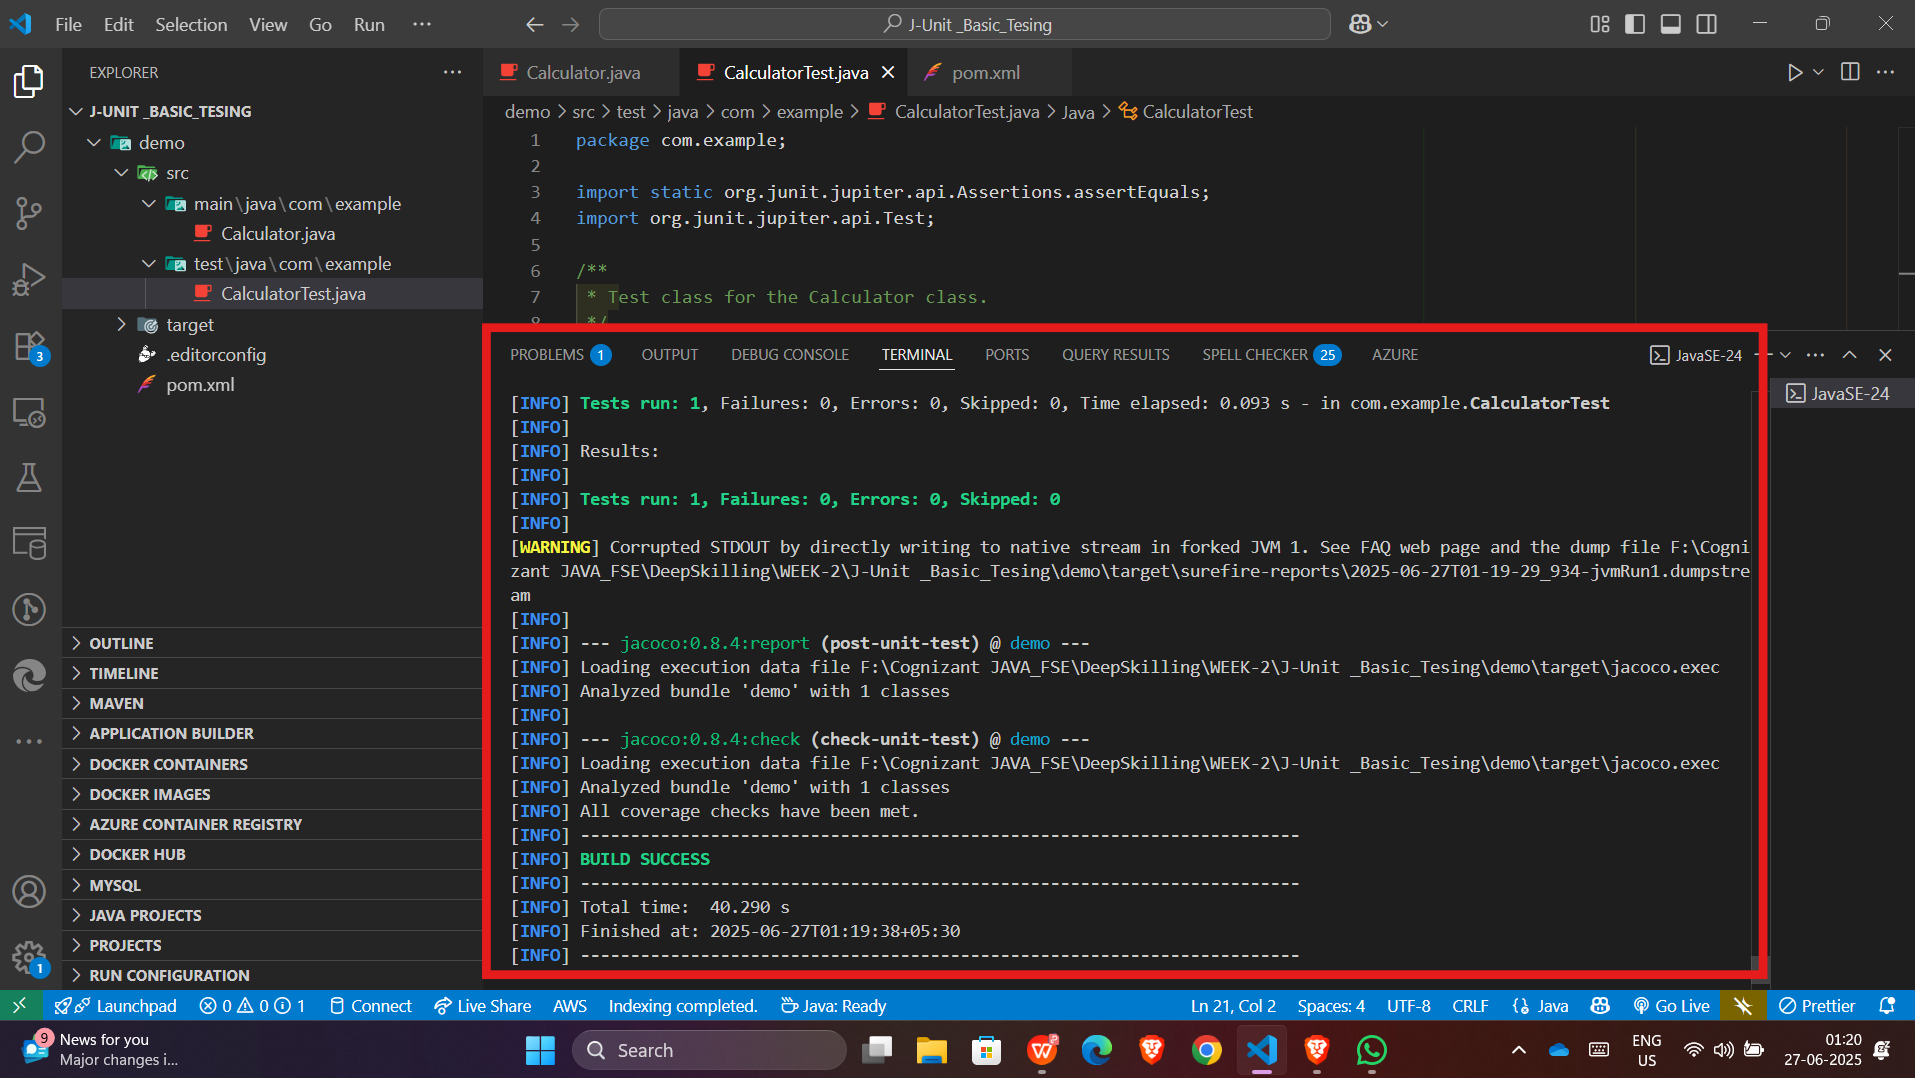 File Edit Selection View Go Run ···
J-Unit _Basic_Tesing
EXPLORER
J-UNIT _BASIC_TESING
demo
src
main\java\com\example
Calculator.java
test\java\com\example
CalculatorTest.java
target
.editorconfig
pom.xml
OUTLINE
TIMELINE
MAVEN
APPLICATION BUILDER
DOCKER CONTAINERS
DOCKER IMAGES
AZURE CONTAINER REGISTRY
DOCKER HUB
MYSQL
JAVA PROJECTS
PROJECTS
RUN CONFIGURATION
3
1
Calculator.java CalculatorTest.java pom.xml
demo > src > test > java > com > example > CalculatorTest.java > Java > CalculatorTest
1 package com.example;
2
3 import static org.junit.jupiter.api.Assertions.assertEquals;
4 import org.junit.jupiter.api.Test;
5
6 /**
7 * Test class for the Calculator class.
8 */
PROBLEMS 1 OUTPUT DEBUG CONSOLE TERMINAL PORTS QUERY RESULTS SPELL CHECKER 25 AZURE JavaSE-24
JavaSE-24
[INFO] Tests run: 1, Failures: 0, Errors: 0, Skipped: 0, Time elapsed: 0.093 s - in com.example.CalculatorTest
[INFO]
[INFO] Results:
[INFO]
[INFO] Tests run: 1, Failures: 0, Errors: 0, Skipped: 0
[INFO]
[WARNING] Corrupted STDOUT by directly writing to native stream in forked JVM 1. See FAQ web page and the dump file F:\Cogni
zant JAVA_FSE\DeepSkilling\WEEK-2\J-Unit _Basic_Tesing\demo\target\surefire-reports\2025-06-27T01-19-29_934-jvmRun1.dumpstre
am
[INFO]
[INFO] --- jacoco:0.8.4:report (post-unit-test) @ demo ---
[INFO] Loading execution data file F:\Cognizant JAVA_FSE\DeepSkilling\WEEK-2\J-Unit _Basic_Tesing\demo\target\jacoco.exec
[INFO] Analyzed bundle 'demo' with 1 classes
[INFO]
[INFO] --- jacoco:0.8.4:check (check-unit-test) @ demo ---
[INFO] Loading execution data file F:\Cognizant JAVA_FSE\DeepSkilling\WEEK-2\J-Unit _Basic_Tesing\demo\target\jacoco.exec
[INFO] Analyzed bundle 'demo' with 1 classes
[INFO] All coverage checks have been met.
[INFO] ------------------------------------------------------------------------
[INFO] BUILD SUCCESS
[INFO] ------------------------------------------------------------------------
[INFO] Total time:  40.290 s
[INFO] Finished at: 2025-06-27T01:19:38+05:30
[INFO] ------------------------------------------------------------------------
Launchpad 0 0 1 Connect Live Share AWS Indexing completed. Java: Ready Ln 21, Col 2 Spaces: 4 UTF-8 CRLF {} Java Go Live Prettier
9 News for you
Major changes i...
Search
ENG
US
01:20
27-06-2025